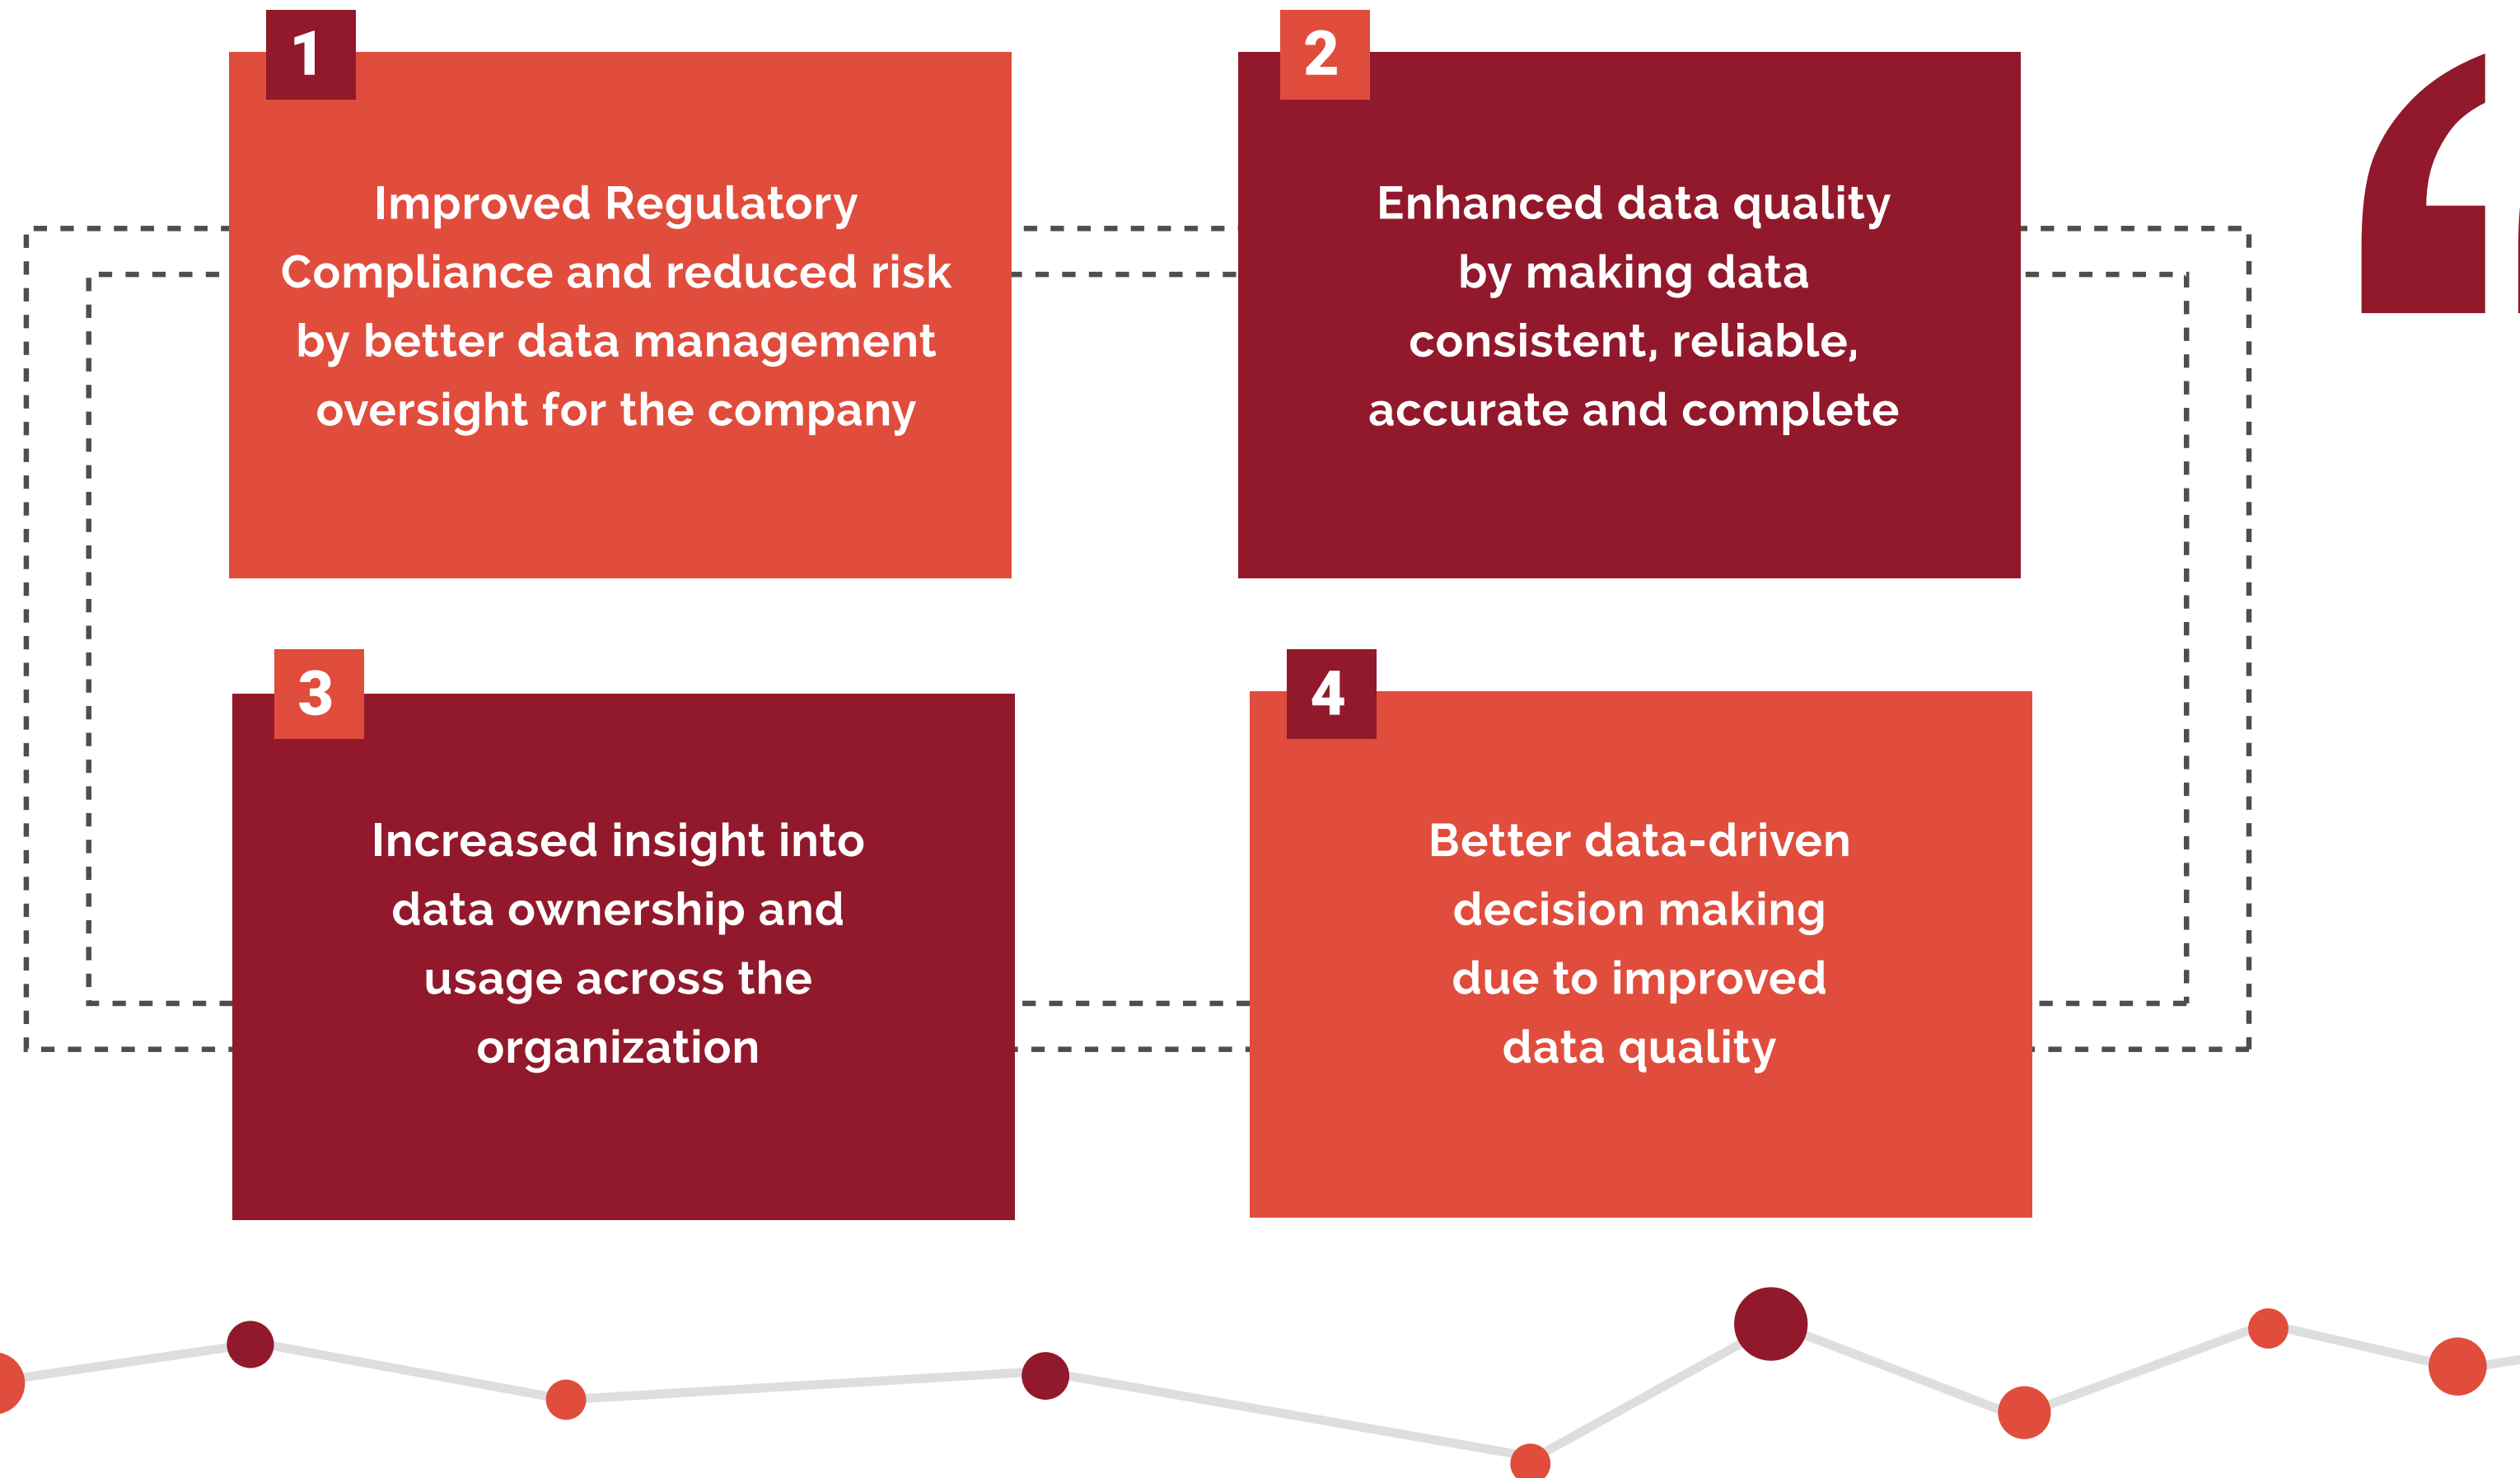 1
Improved Regulatory
Compliance and reduced risk
by better data management
oversight for the company
2
Enhanced data quality
by making data
consistent, reliable,
accurate and complete
3
Increased insight into
data ownership and
usage across the
organization
4
Better data-driven
decision making
due to improved
data quality